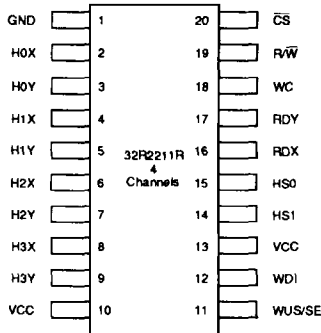 GND 1 20 C̅S̅
H0X 2 19 R/W̅
H0Y 3 18 WC
H1X 4 17 RDY
H1Y 5 16 RDX
32R2211R
4
Channels
H2X 6 15 HS0
H2Y 7 14 HS1
H3X 8 13 VCC
H3Y 9 12 WDI
VCC 10 11 WUS/SE